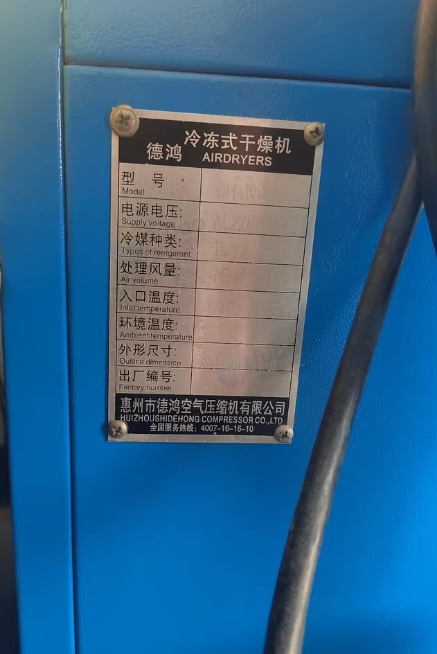 德鸿 冷冻式干燥机
AIRDRYERS
型 号
Model
电源电压:
Supply voltage
冷媒种类:
Types of refrigerant
处理风量:
Air volume
入口温度:
Inlet temperature
环境温度:
Ambient temperature
外形尺寸:
Outline dimension
出厂编号:
Factory number
惠州市德鸿空气压缩机有限公司
HUIZHOUSHIDEHONG COMPRESSOR CO.,LTD
全国服务热线: 4007-16-16-10